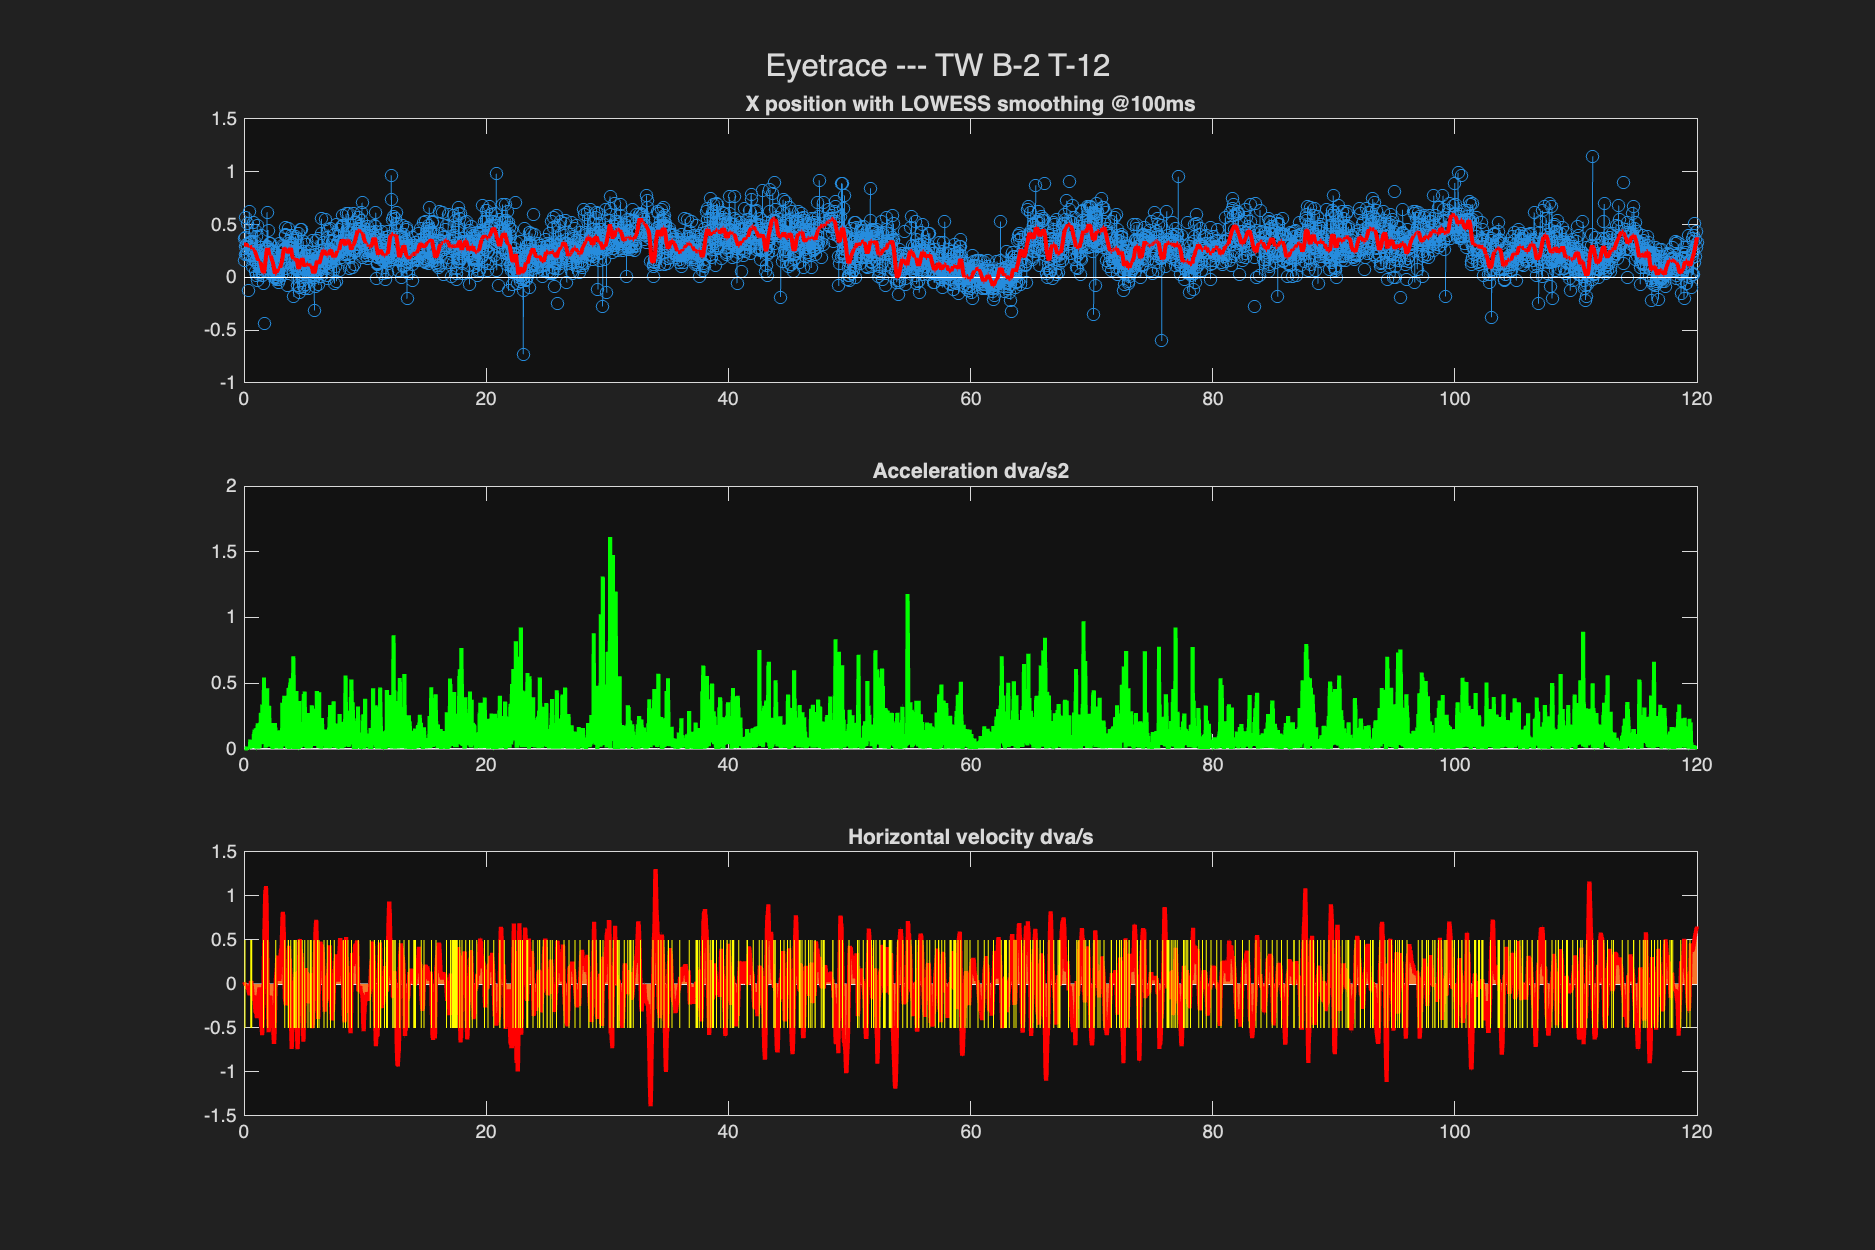 Eyetrace --- TW B-2 T-12
X position with LOWESS smoothing @100ms
1.5
1
0.5
0
-0.5
-1
0 20 40 60 80 100 120
Acceleration dva/s2
2
1.5
1
0.5
0
0 20 40 60 80 100 120
Horizontal velocity dva/s
1.5
1
0.5
0
-0.5
-1
-1.5
0 20 40 60 80 100 120